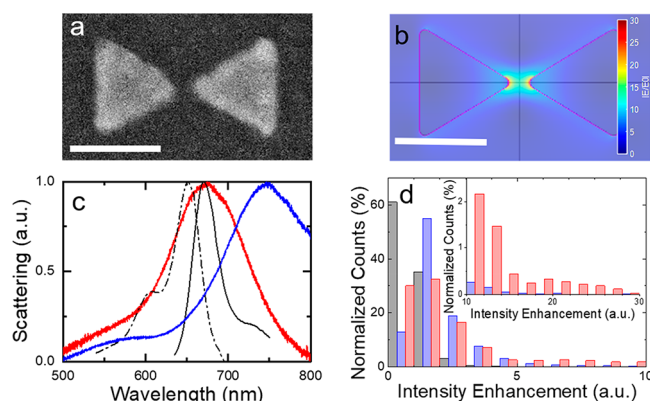 a
b
30
25
20
15
10
5
0
|E/E0|
c
Scattering (a.u.)
1.0
0.5
0.0
500 600 700 800
Wavelength (nm)
d
Normalized Counts (%)
60
40
20
0
0 5 10
Intensity Enhancement (a.u.)
Normalized Counts (%)
2
1
0
10 20 30
Intensity Enhancement (a.u.)